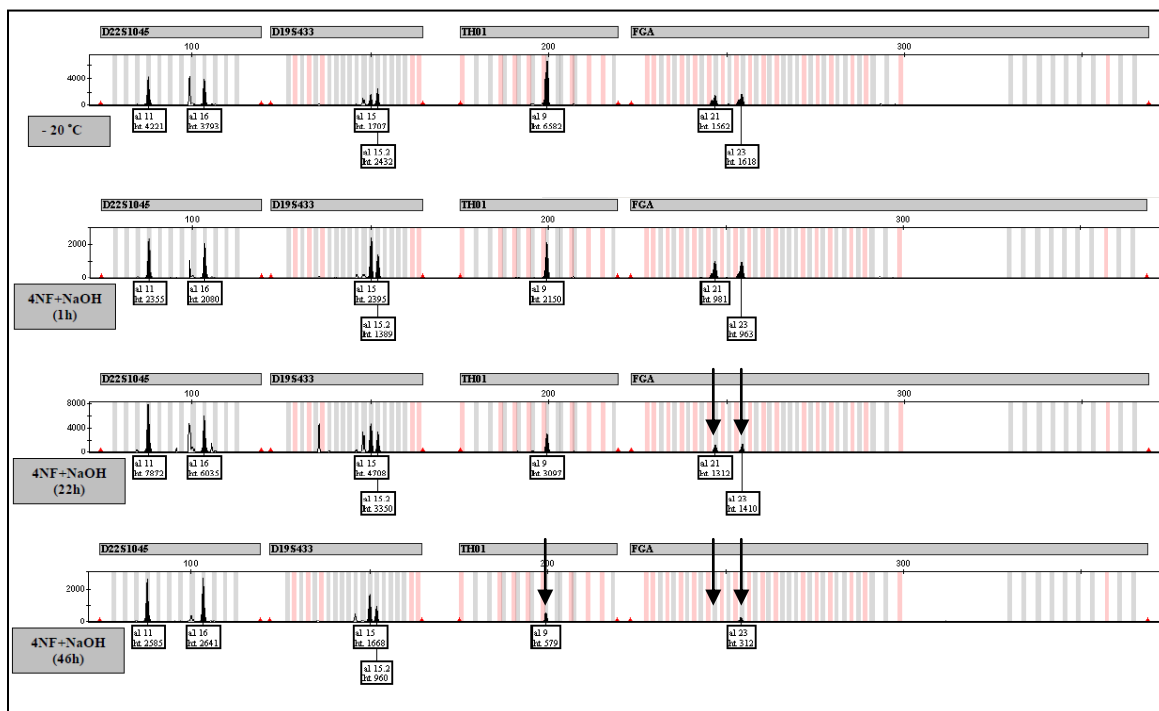 D22S1045 D19S433 TH01 FGA
100 200 300
4000
0
- 20 ˚C
al 11 al 16 al 15 al 9 al 21
ht 4221 ht 3793 ht 1707 ht 6582 ht 1562
al 15.2 al 23
ht 2432 ht 1618
D22S1045 D19S433 TH01 FGA
100 200 300
2000
0
4NF+NaOH
(1h)
al 11 al 16 al 15 al 9 al 21
ht 2355 ht 2080 ht 2395 ht 2150 ht 981
al 15.2 al 23
ht 1389 ht 963
D22S1045 D19S433 TH01 FGA
100 200 300
8000
4000
0
4NF+NaOH
(22h)
al 11 al 16 al 15 al 9 al 21
ht 7872 ht 6035 ht 4708 ht 3097 ht 1312
al 15.2 al 23
ht 3350 ht 1410
D22S1045 D19S433 TH01 FGA
100 200 300
2000
0
4NF+NaOH
(46h)
al 11 al 16 al 15 al 9 al 23
ht 2585 ht 2641 ht 1668 ht 579 ht 312
al 15.2
ht 960